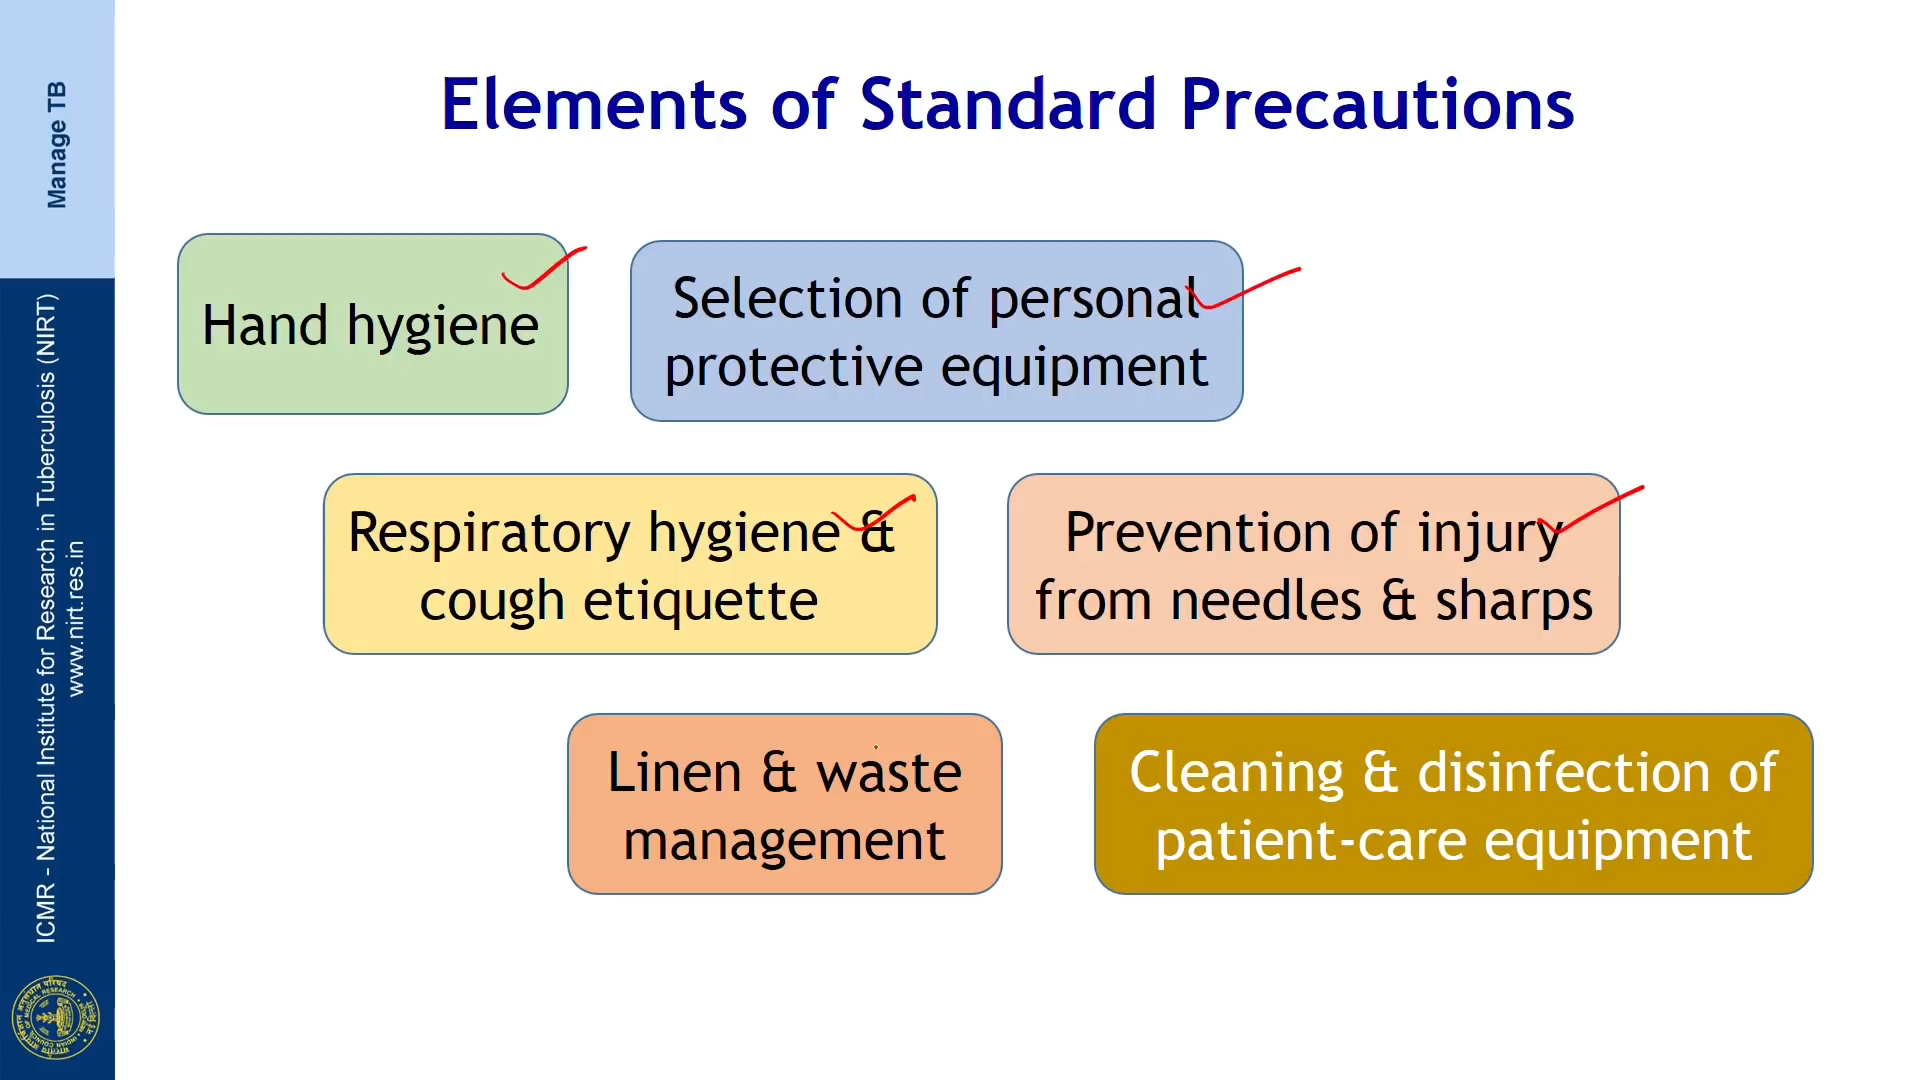 Elements of Standard Precautions
Hand hygiene
Selection of personal
protective equipment
Respiratory hygiene &
cough etiquette
Prevention of injury
from needles & sharps
Linen & waste
management
Cleaning & disinfection of
patient-care equipment
Manage TB
ICMR - National Institute for Research in Tuberculosis (NIRT)
www.nirt.res.in